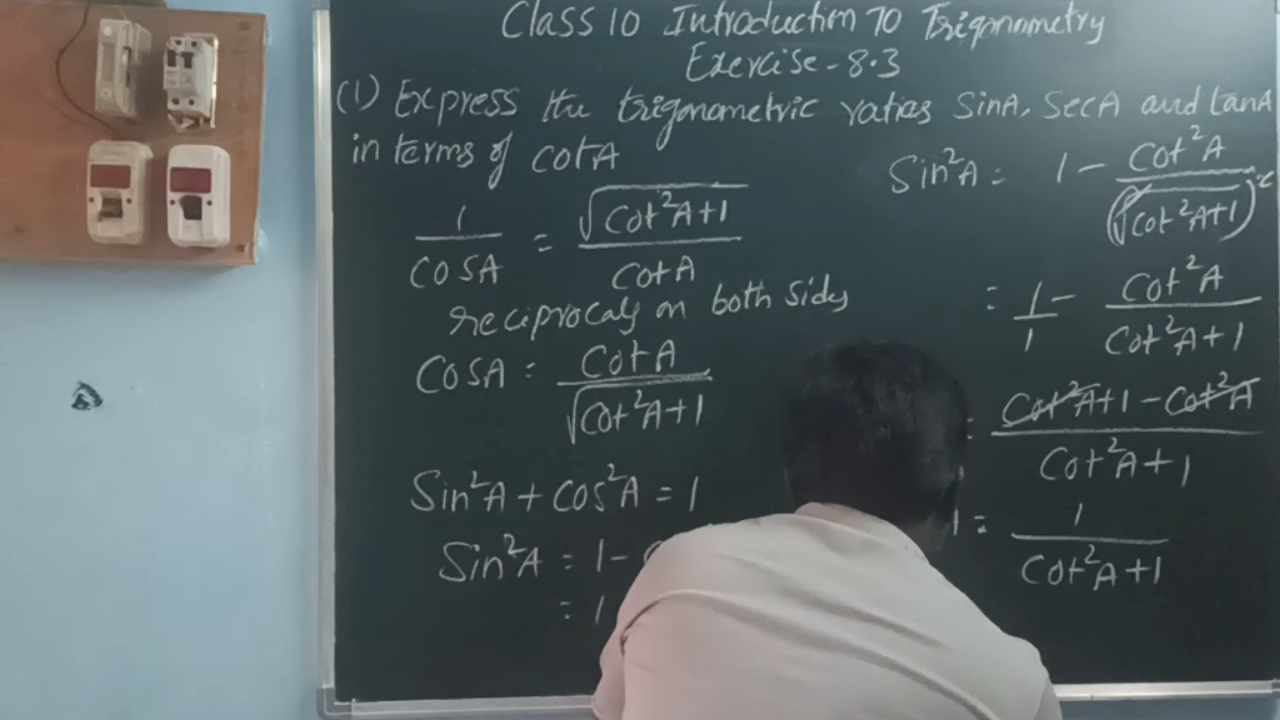 Class 10 Introduction To Trigonometry
Exercise-8.3
(1) Express the trigonometric ratios SinA, SecA and tanA
in terms of cotA
1/COSA = √(Cot²A+1)/CotA
reciprocals on both sides
COSA = CotA/√(Cot²A+1)
Sin²A + COS²A = 1
Sin²A = 1-
= 1
Sin²A = 1 - Cot²A/(√(Cot²A+1))²
= 1/1 - Cot²A/(Cot²A+1)
= (Cot²A+1-Cot²A)/(Cot²A+1)
= 1/(Cot²A+1)